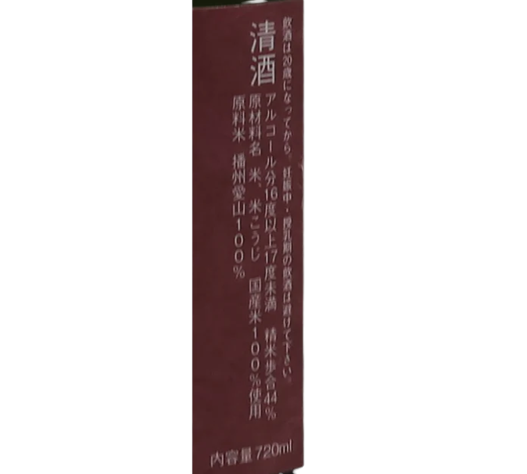 飲酒は20歳になってから。妊娠中・授乳期の飲酒は避けて下さい。
清酒
アルコール分16度以上17度未満 精米歩合44%
原材料名 米、米こうじ 国産米100%使用
原料米 播州愛山100%
内容量720ml